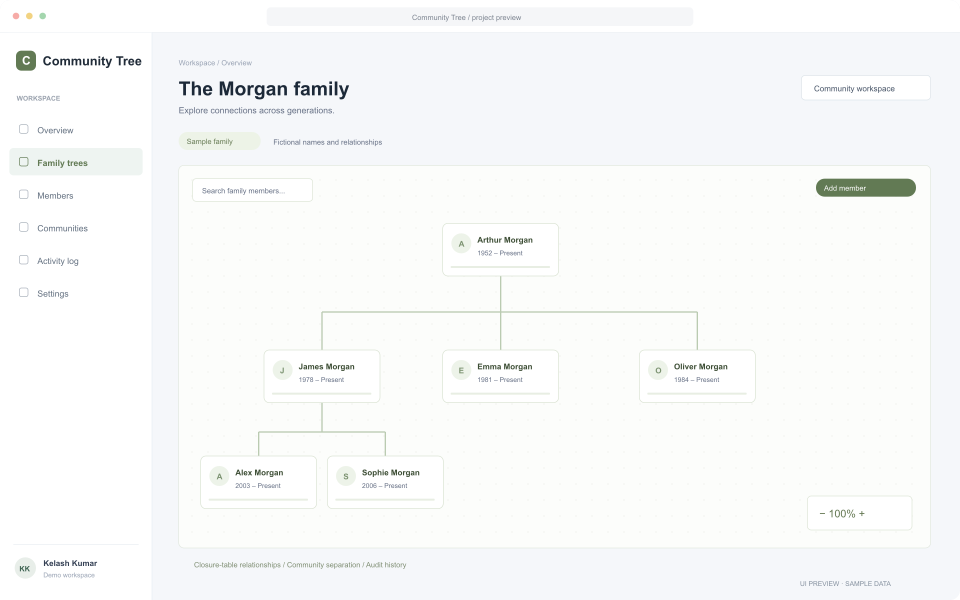 Community Tree / project preview
C Community Tree
WORKSPACE
Overview
Family trees
Members
Communities
Activity log
Settings
KK
Kelash Kumar
Demo workspace
Workspace / Overview
The Morgan family
Explore connections across generations.
Community workspace
Sample family
Fictional names and relationships
Search family members...
Add member
A
Arthur Morgan
1952 – Present
J
James Morgan
1978 – Present
E
Emma Morgan
1981 – Present
O
Oliver Morgan
1984 – Present
A
Alex Morgan
2003 – Present
S
Sophie Morgan
2006 – Present
− 100% +
Closure-table relationships / Community separation / Audit history
UI PREVIEW · SAMPLE DATA